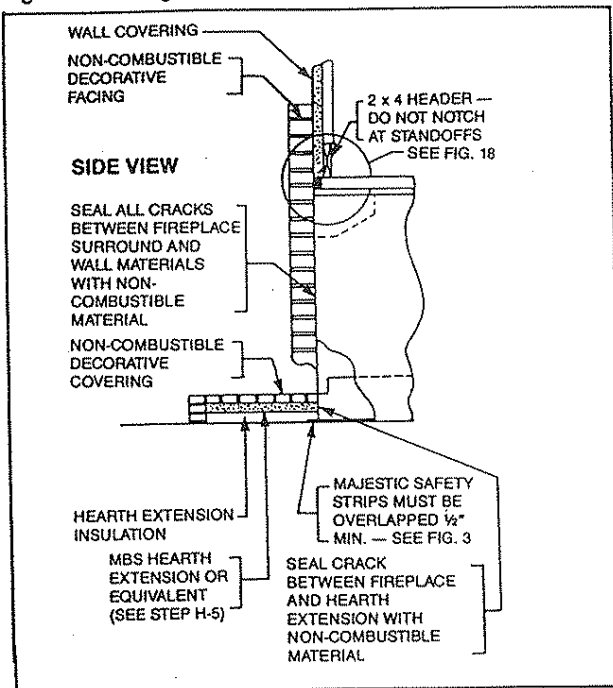 WALL COVERING
NON-COMBUSTIBLE
DECORATIVE
FACING
2 x 4 HEADER —
DO NOT NOTCH
AT STANDOFFS
SEE FIG. 18
SIDE VIEW
SEAL ALL CRACKS
BETWEEN FIREPLACE
SURROUND AND
WALL MATERIALS
WITH NON-
COMBUSTIBLE
MATERIAL
NON-COMBUSTIBLE
DECORATIVE
COVERING
HEARTH EXTENSION
INSULATION
MBS HEARTH
EXTENSION OR
EQUIVALENT
(SEE STEP H-5)
MAJESTIC SAFETY
STRIPS MUST BE
OVERLAPPED ½"
MIN. — SEE FIG. 3
SEAL CRACK
BETWEEN FIREPLACE
AND HEARTH
EXTENSION WITH
NON-COMBUSTIBLE
MATERIAL